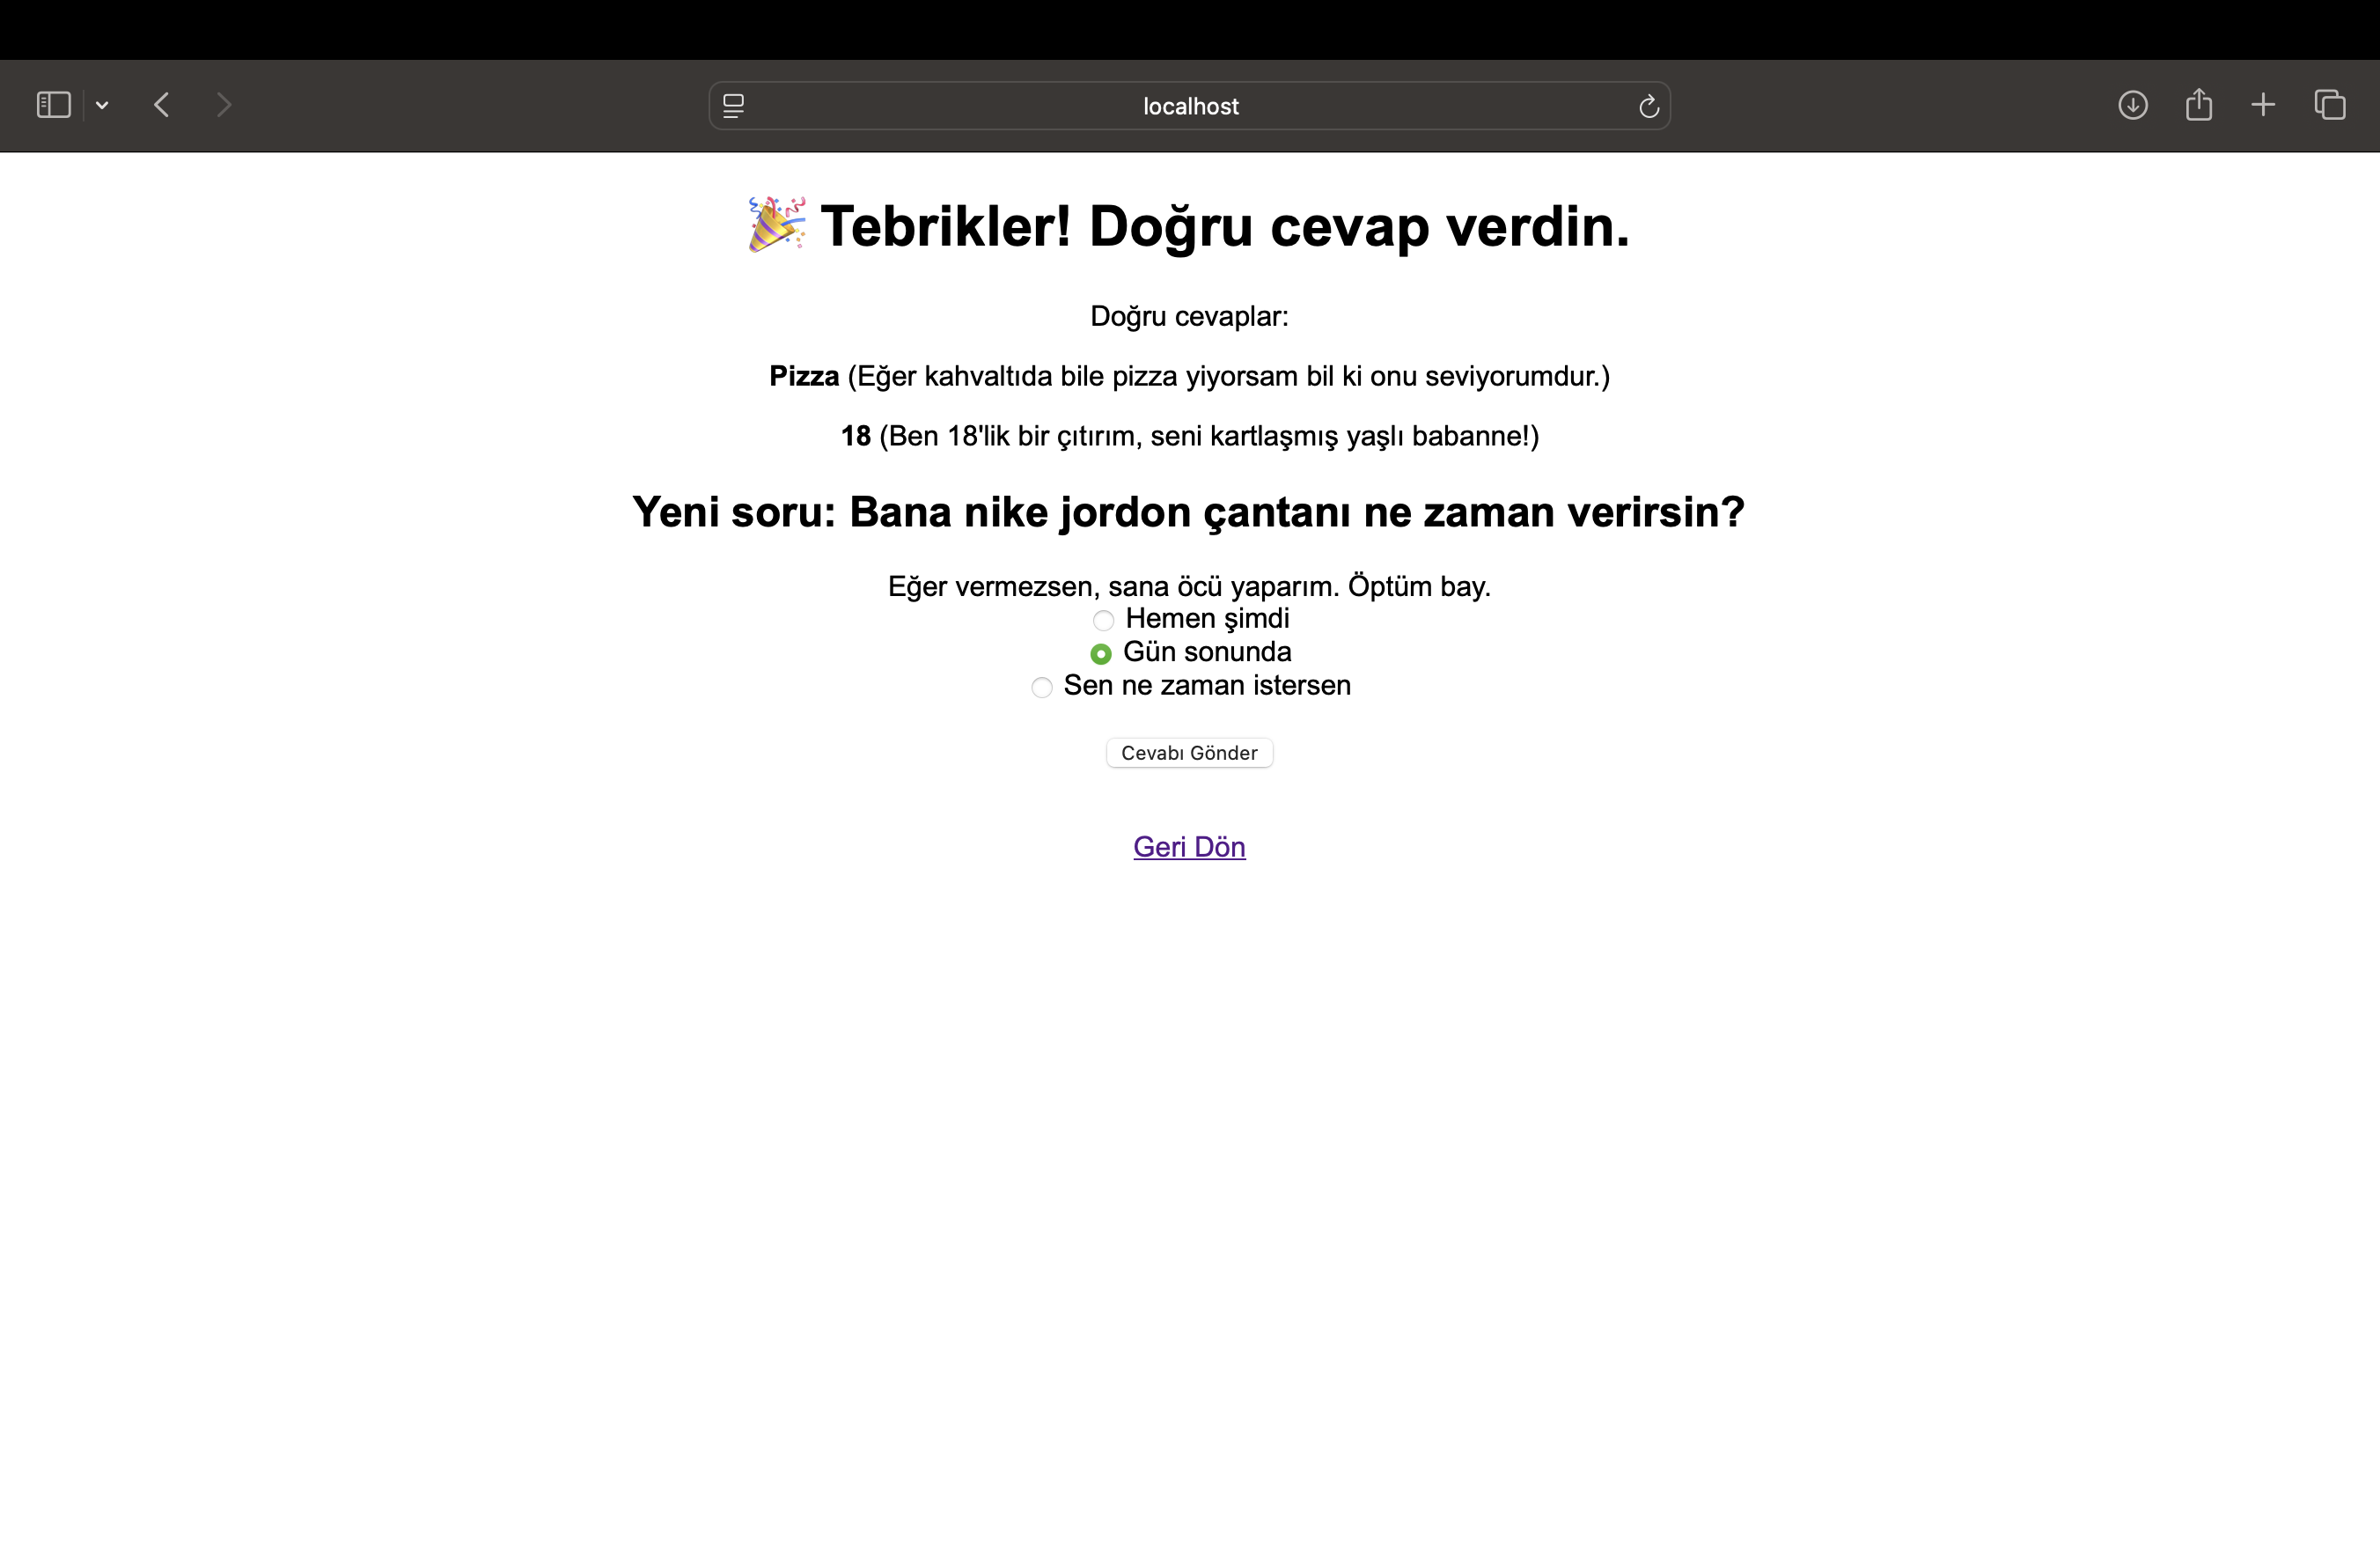 localhost
🎉 Tebrikler! Doğru cevap verdin.
Doğru cevaplar:
Pizza (Eğer kahvaltıda bile pizza yiyorsam bil ki onu seviyorumdur.)
18 (Ben 18'lik bir çıtırım, seni kartlaşmış yaşlı babanne!)
Yeni soru: Bana nike jordon çantanı ne zaman verirsin?
Eğer vermezsen, sana öcü yaparım. Öptüm bay.
Hemen şimdi
Gün sonunda
Sen ne zaman istersen
Cevabı Gönder
Geri Dön